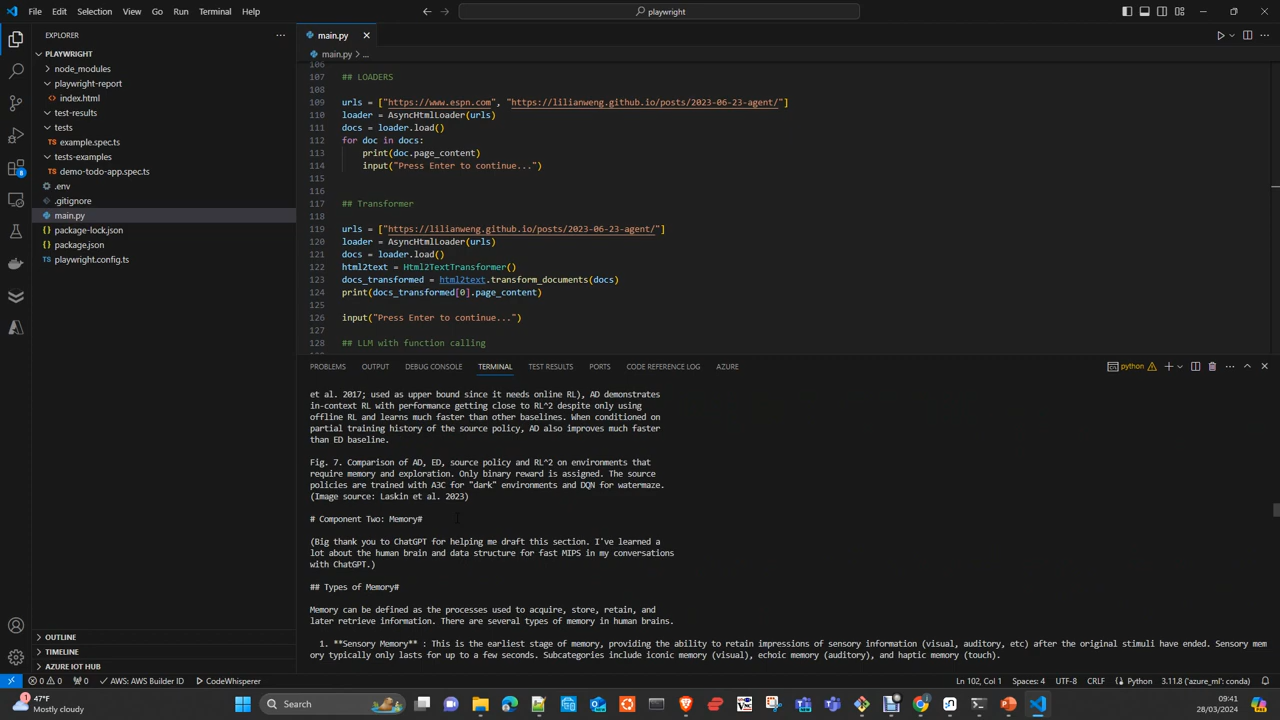 File Edit Selection View Go Run Terminal Help
playwright
EXPLORER
PLAYWRIGHT
node_modules
playwright-report
index.html
test-results
tests
TS example.spec.ts
tests-examples
TS demo-todo-app.spec.ts
.env
.gitignore
main.py
{} package-lock.json
{} package.json
TS playwright.config.ts
OUTLINE
TIMELINE
AZURE IOT HUB
8
main.py
main.py > ...
106
107 ## LOADERS
108
109 urls = ["https://www.espn.com", "https://lilianweng.github.io/posts/2023-06-23-agent/"]
110 loader = AsyncHtmlLoader(urls)
111 docs = loader.load()
112 for doc in docs:
113 print(doc.page_content)
114 input("Press Enter to continue...")
115
116
117 ## Transformer
118
119 urls = ["https://lilianweng.github.io/posts/2023-06-23-agent/"]
120 loader = AsyncHtmlLoader(urls)
121 docs = loader.load()
122 html2text = Html2TextTransformer()
123 docs_transformed = html2text.transform_documents(docs)
124 print(docs_transformed[0].page_content)
125
126 input("Press Enter to continue...")
127
128 ## LLM with function calling
PROBLEMS OUTPUT DEBUG CONSOLE TERMINAL TEST RESULTS PORTS CODE REFERENCE LOG AZURE
python
et al. 2017; used as upper bound since it needs online RL), AD demonstrates
in-context RL with performance getting close to RL^2 despite only using
offline RL and learns much faster than other baselines. When conditioned on
partial training history of the source policy, AD also improves much faster
than ED baseline.
Fig. 7. Comparison of AD, ED, source policy and RL^2 on environments that
require memory and exploration. Only binary reward is assigned. The source
policies are trained with A3C for "dark" environments and DQN for watermaze.
(Image source: Laskin et al. 2023)
# Component Two: Memory#
(Big thank you to ChatGPT for helping me draft this section. I've learned a
lot about the human brain and data structure for fast MIPS in my conversations
with ChatGPT.)
## Types of Memory#
Memory can be defined as the processes used to acquire, store, retain, and
later retrieve information. There are several types of memory in human brains.
1. **Sensory Memory** : This is the earliest stage of memory, providing the ability to retain impressions of sensory information (visual, auditory, etc) after the original stimuli have ended. Sensory mem
ory typically only lasts for up to a few seconds. Subcategories include iconic memory (visual), echoic memory (auditory), and haptic memory (touch).
0 0 0 AWS: AWS Builder ID CodeWhisperer Ln 102, Col 1 Spaces: 4 UTF-8 CRLF Python 3.11.8 ('azure_ml': conda)
1
47°F
Mostly cloudy
Search
09:41
28/03/2024